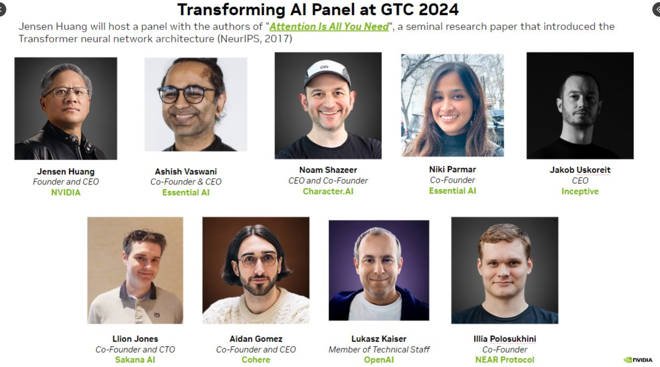 Transforming AI Panel at GTC 2024
Jensen Huang will host a panel with the authors of "Attention Is All You Need", a seminal research paper that introduced the
Transformer neural network architecture (NeurIPS, 2017)
Jensen Huang
Founder and CEO
NVIDIA
Ashish Vaswani
Co-Founder & CEO
Essential AI
Noam Shazeer
CEO and Co-Founder
Character.AI
Niki Parmar
Co-Founder
Essential AI
Jakob Uskoreit
CEO
Inceptive
Llion Jones
Co-Founder and CTO
Sakana AI
Aidan Gomez
Co-Founder and CEO
Cohere
Lukasz Kaiser
Member of Technical Staff
OpenAI
Illia Polosukhini
Co-Founder
NEAR Protocol
NVIDIA